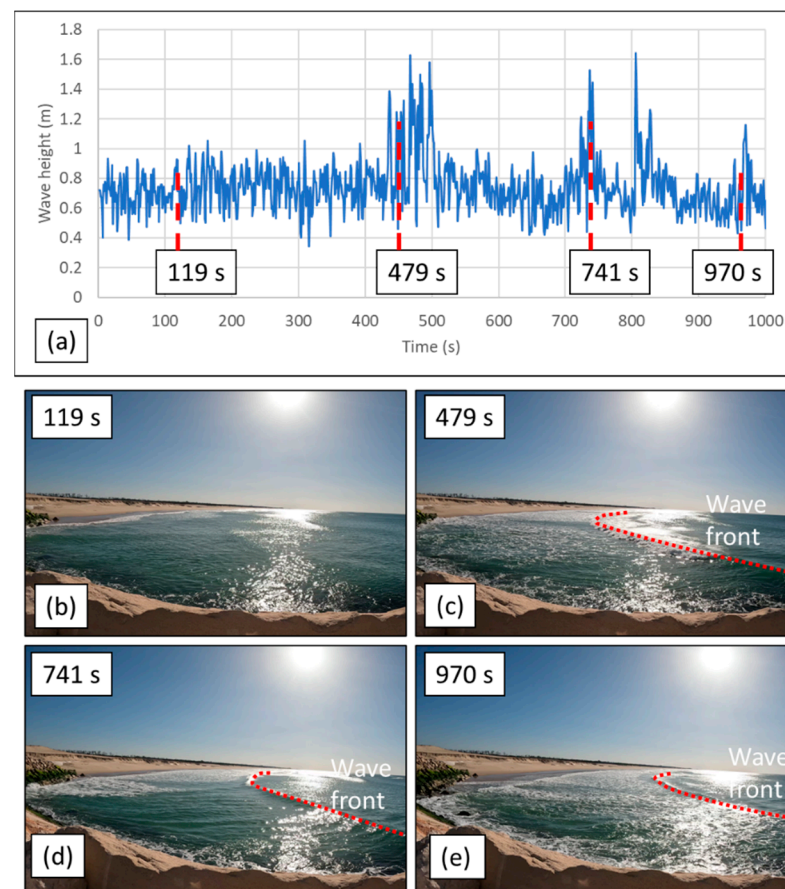 1.8
1.6
1.4
1.2
1
0.8
0.6
0.4
0.2
0
Wave height (m)
119 s
479 s
741 s
970 s
0 100 200 300 400 500 600 700 800 900 1000
(a)
Time (s)
119 s
(b)
479 s
Wave
front
(c)
741 s
Wave
front
(d)
970 s
Wave
front
(e)